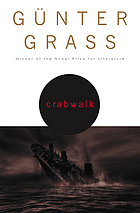 GÜNTER
GRASS
Winner of the Nobel Prize for Literature
crabwalk